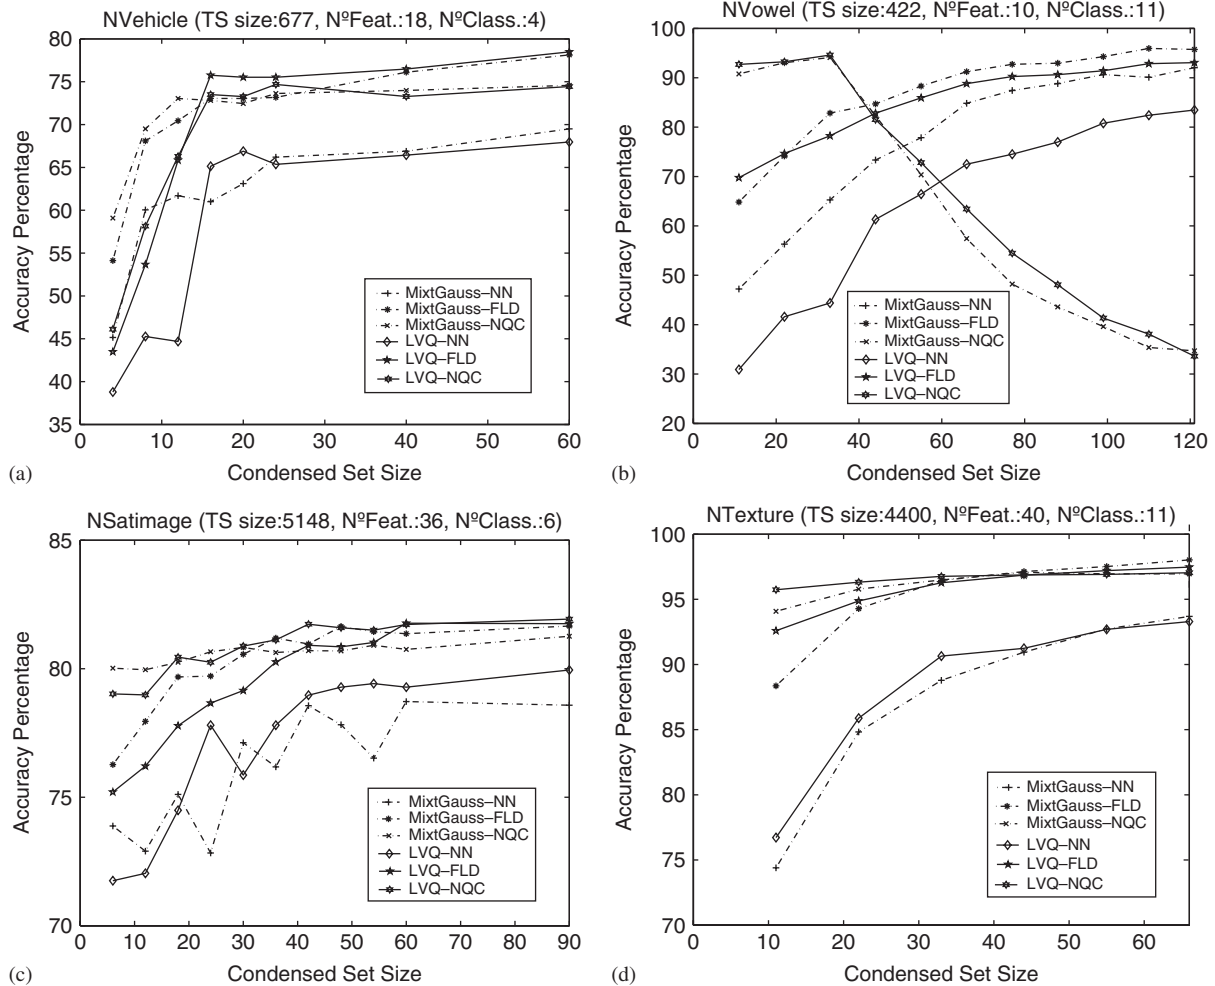 NVehicle (TS size:677, NºFeat.:18, NºClass.:4)
80
75
70
65
60
55
50
45
40
35
Accuracy Percentage
MixtGauss–NN
MixtGauss–FLD
MixtGauss–NQC
LVQ–NN
LVQ–FLD
LVQ–NQC
0 10 20 30 40 50 60
(a) Condensed Set Size
NVowel (TS size:422, NºFeat.:10, NºClass.:11)
100
90
80
70
60
50
40
30
20
Accuracy Percentage
MixtGauss–NN
MixtGauss–FLD
MixtGauss–NQC
LVQ–NN
LVQ–FLD
LVQ–NQC
0 20 40 60 80 100 120
(b) Condensed Set Size
NSatimage (TS size:5148, NºFeat.:36, NºClass.:6)
85
80
75
70
Accuracy Percentage
MixtGauss–NN
MixtGauss–FLD
MixtGauss–NQC
LVQ–NN
LVQ–FLD
LVQ–NQC
0 10 20 30 40 50 60 70 80 90
(c) Condensed Set Size
NTexture (TS size:4400, NºFeat.:40, NºClass.:11)
100
95
90
85
80
75
70
Accuracy Percentage
MixtGauss–NN
MixtGauss–FLD
MixtGauss–NQC
LVQ–NN
LVQ–FLD
LVQ–NQC
0 10 20 30 40 50 60
(d) Condensed Set Size